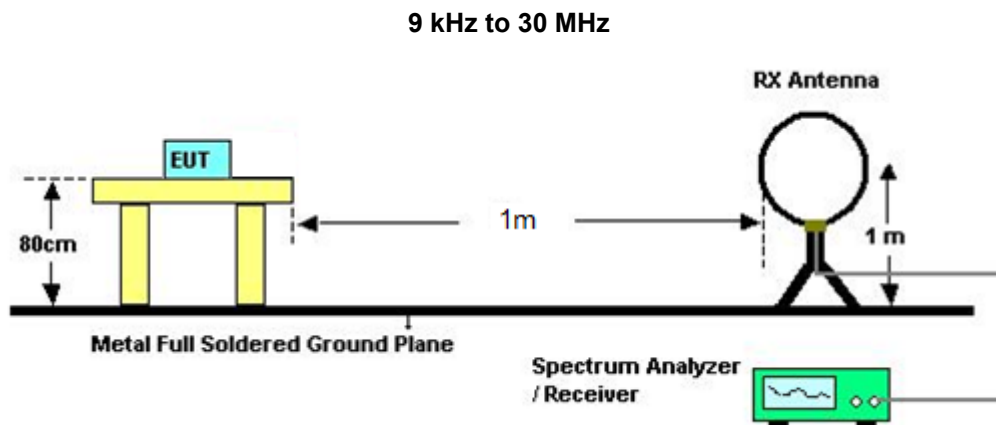 9 kHz to 30 MHz
RX Antenna
EUT
80cm
1m
1 m
Metal Full Soldered Ground Plane
Spectrum Analyzer
/ Receiver